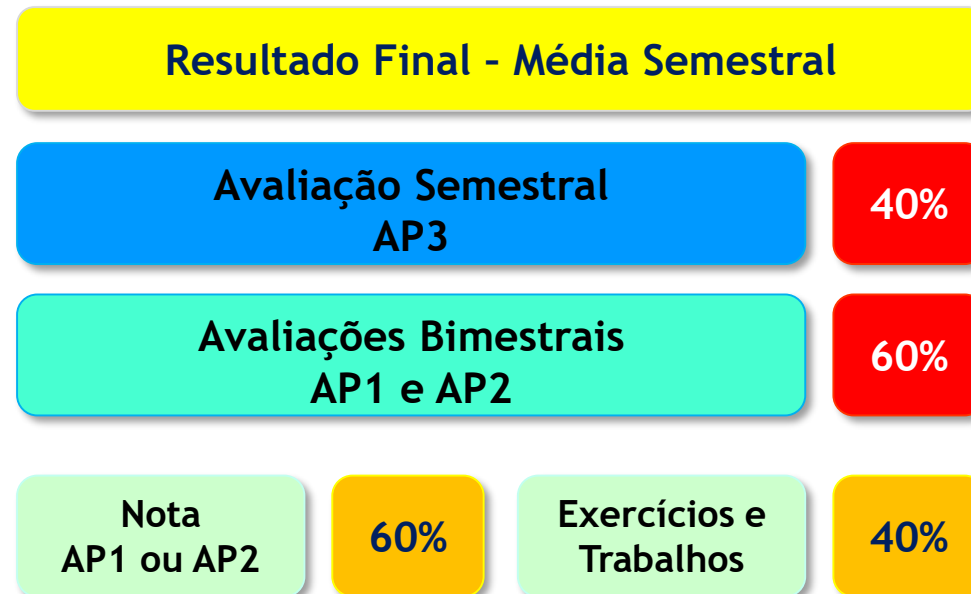 Resultado Final – Média Semestral
Avaliação Semestral
AP3
40%
Avaliações Bimestrais
AP1 e AP2
60%
Nota
AP1 ou AP2
60%
Exercícios e
Trabalhos
40%